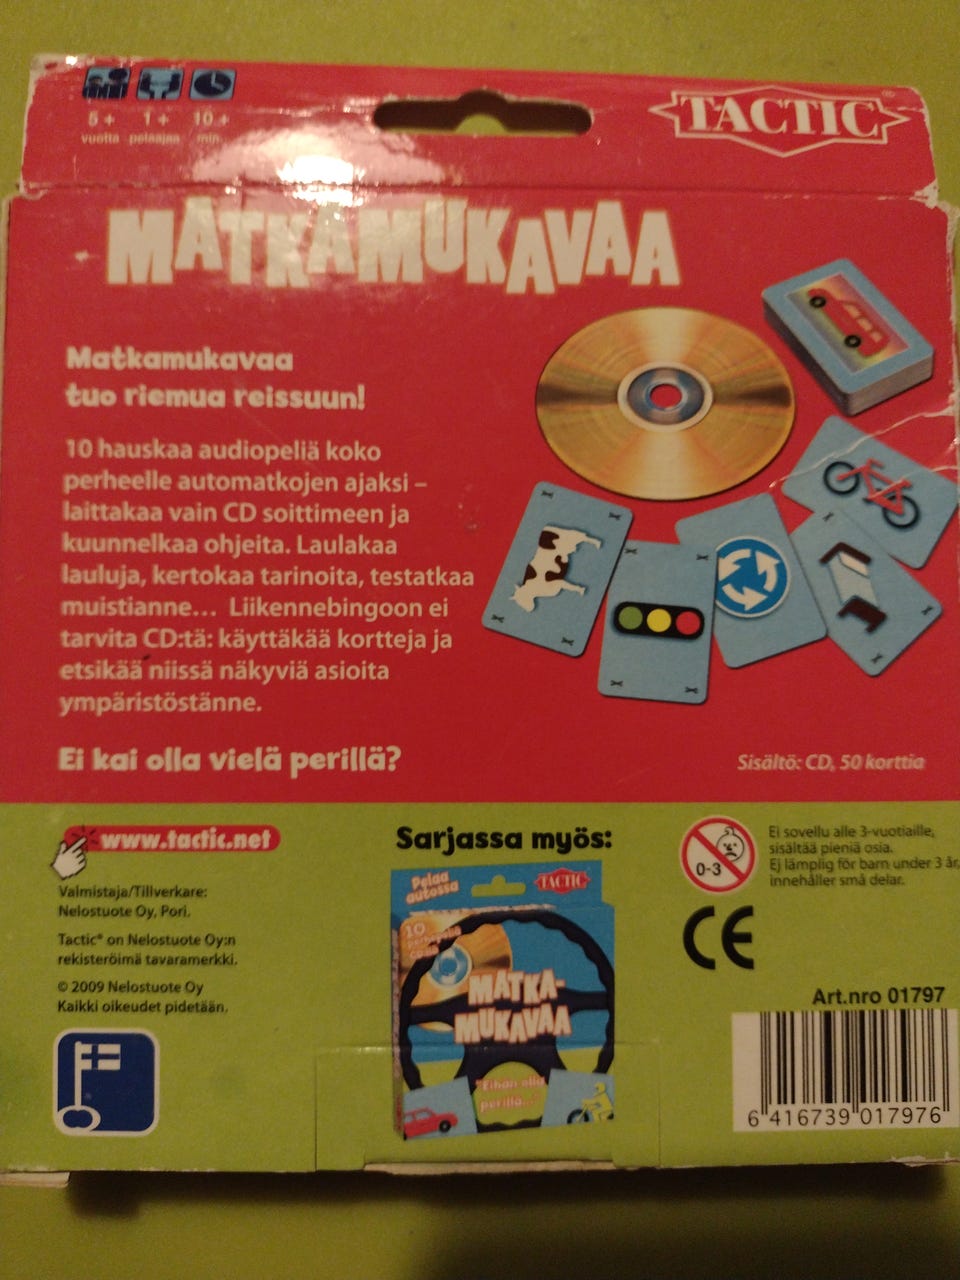 5 + 1 + 10 +
vuotta pelaajaa min.
TACTIC®
MATKAMUKAVAA
Matkamukavaa
tuo riemua reissuun!
10 hauskaa audiopeliä koko
perheelle automatkojen ajaksi –
laittakaa vain CD soittimeen ja
kuunnelkaa ohjeita. Laulakaa
lauluja, kertokaa tarinoita, testatkaa
muistianne... Liikennebingoon ei
tarvita CD:tä: käyttäkää kortteja ja
etsikää niissä näkyviä asioita
ympäristöstänne.
Ei kai olla vielä perillä?
Sisältö: CD, 50 korttia
www.tactic.net
Valmistaja/Tillverkare:
Nelostuote Oy, Pori.
Tactic® on Nelostuote Oy:n
rekisteröimä tavaramerkki.
© 2009 Nelostuote Oy
Kaikki oikeudet pidetään.
Sarjassa myös:
Pelaa
autossa
TACTIC
10
MATKA-
MUKAVAA
"Eihän olla
perillä..."
0-3
Ei sovellu alle 3-vuotiaille,
sisältää pieniä osia.
Ej lämplig för barn under 3 år,
innehåller små delar.
CE
Art.nro 01797
6 416739 017976